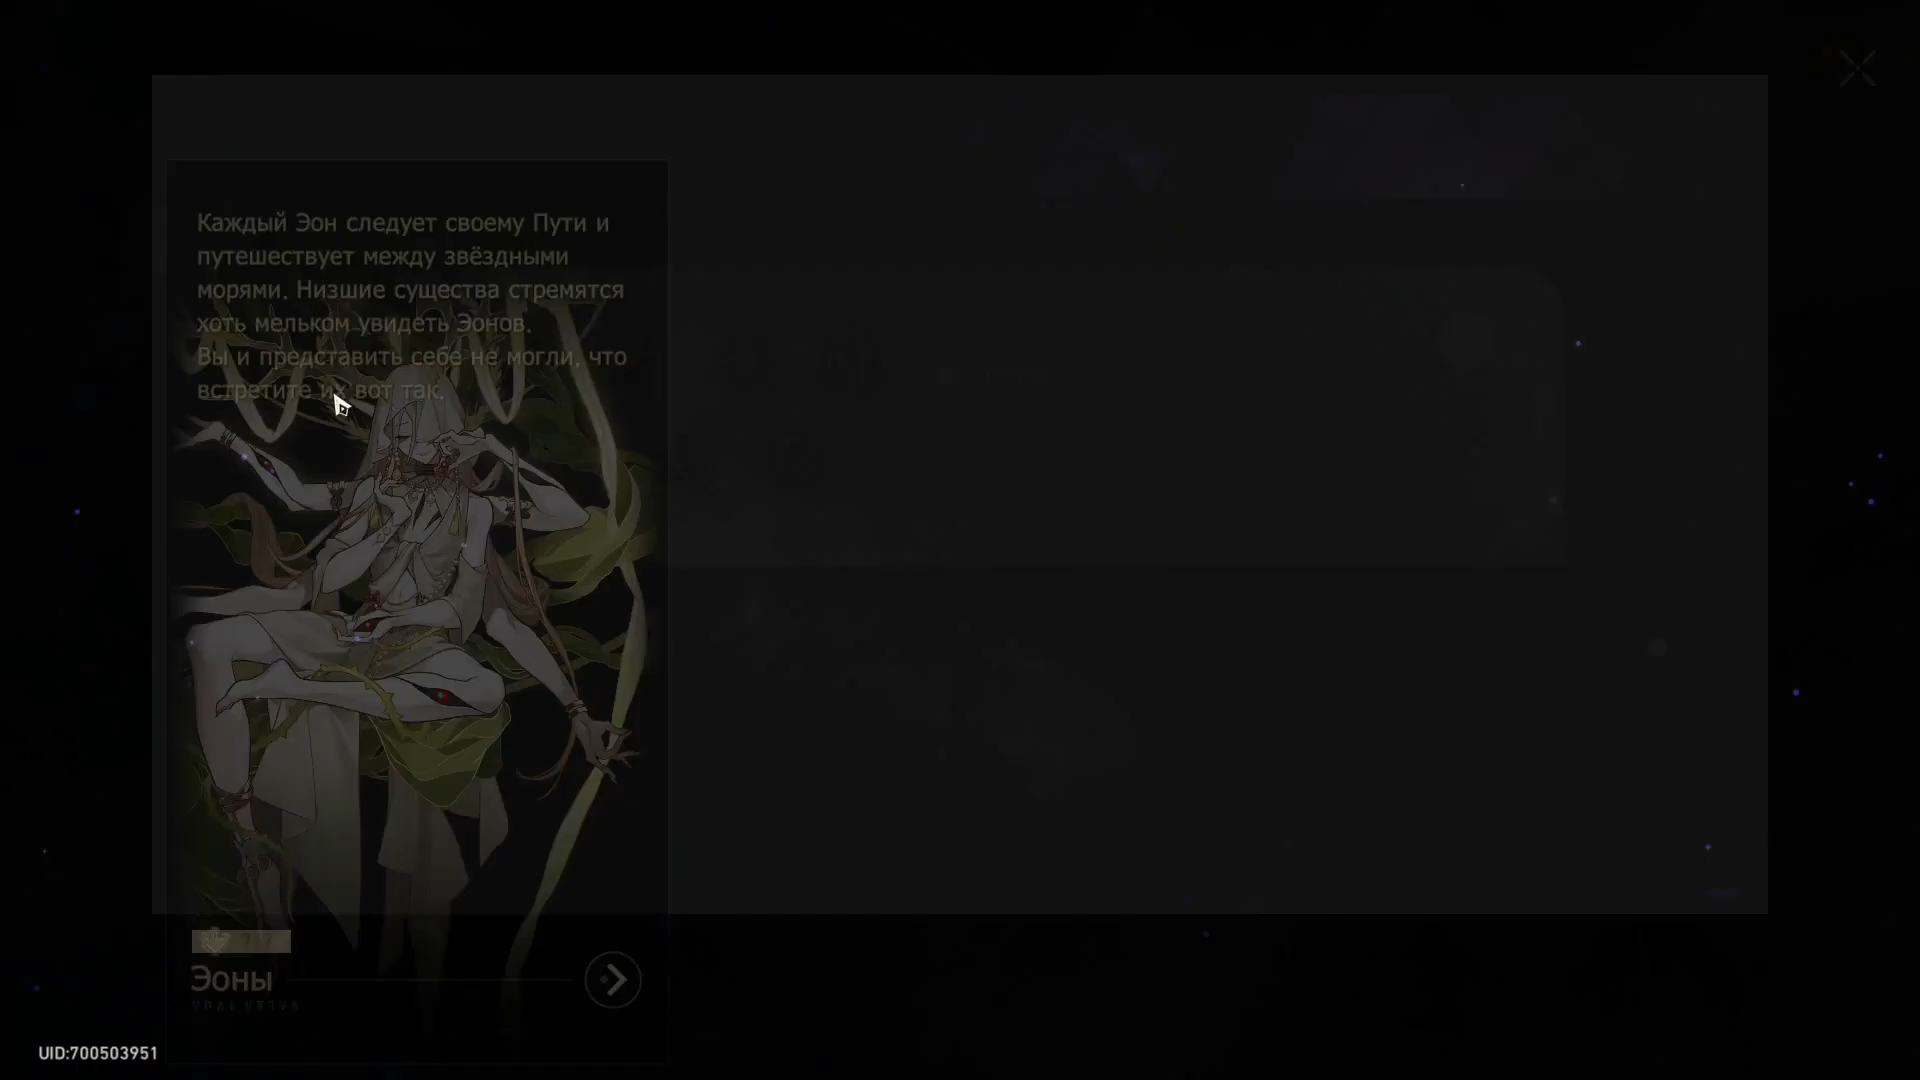 Каждый Эон следует своему Пути и
путешествует между звёздными
морями. Низшие существа стремятся
хоть мельком увидеть Эонов.
Вы и представить себе не могли, что
встретите их вот так.
Эоны
UID:700503951